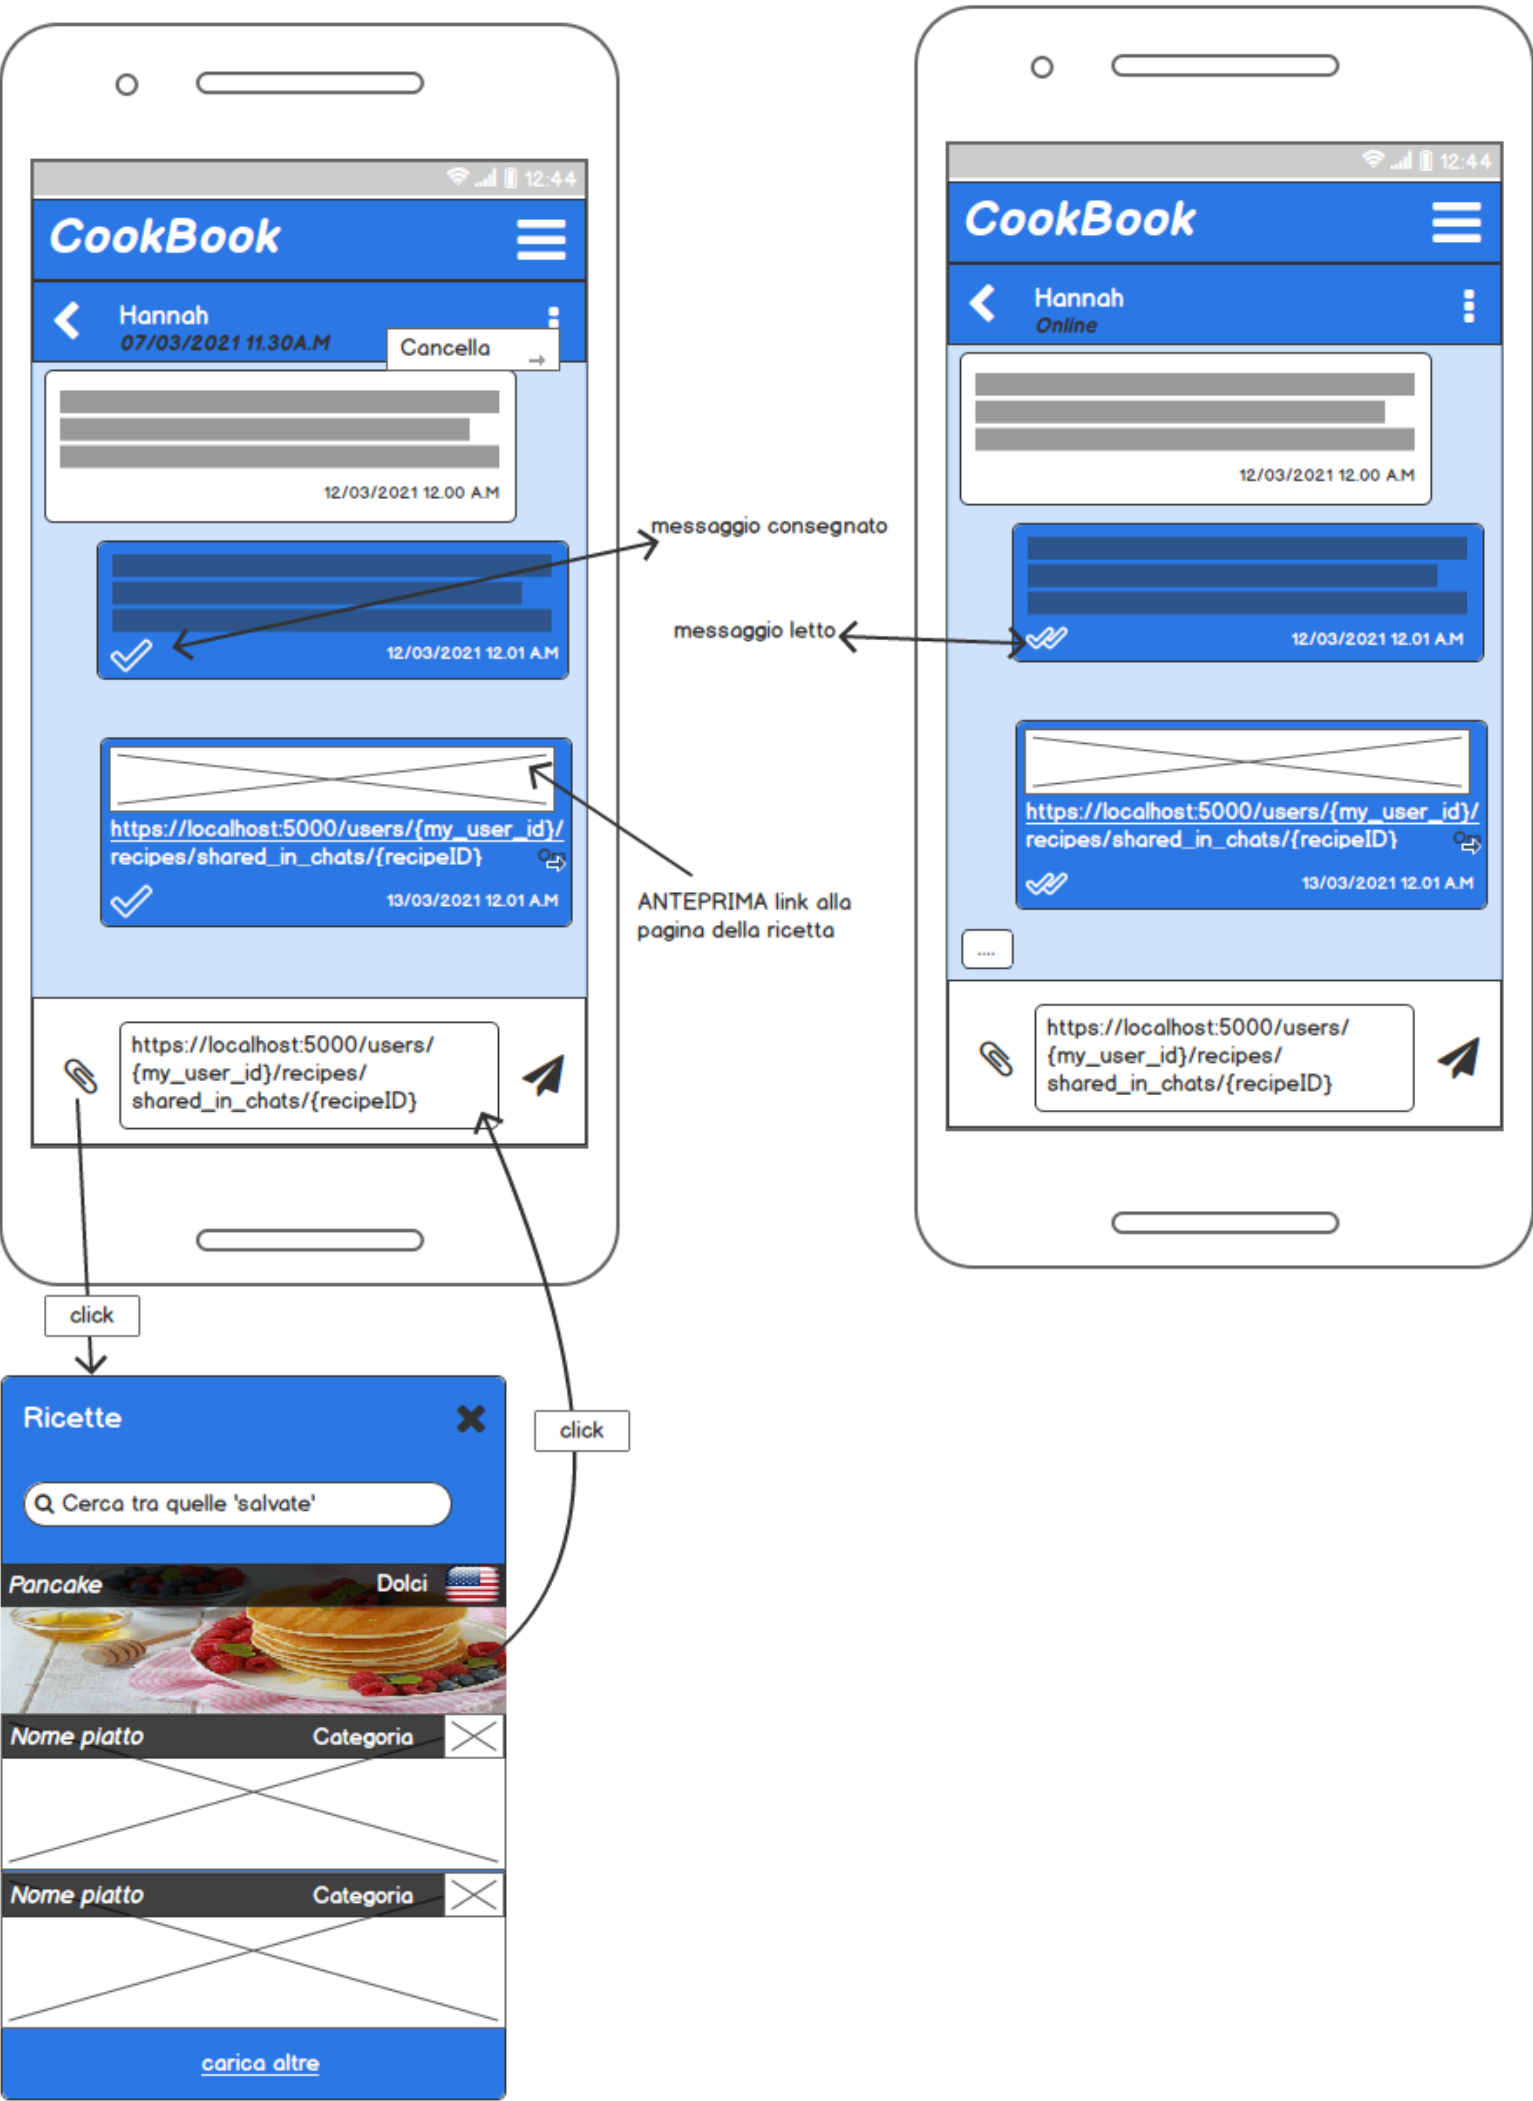 12:44
CookBook
Hannah
07/03/2021 11.30A.M
Cancella
12/03/2021 12.00 A.M
12/03/2021 12.01 A.M
https://localhost:5000/users/{my_user_id}/
recipes/shared_in_chats/{recipeID}
13/03/2021 12.01 A.M
https://localhost:5000/users/
{my_user_id}/recipes/
shared_in_chats/{recipeID}
messaggio consegnato
messaggio letto
ANTEPRIMA link alla
pagina della ricetta
12:44
CookBook
Hannah
Online
12/03/2021 12.00 A.M
12/03/2021 12.01 A.M
https://localhost:5000/users/{my_user_id}/
recipes/shared_in_chats/{recipeID}
13/03/2021 12.01 A.M
....
https://localhost:5000/users/
{my_user_id}/recipes/
shared_in_chats/{recipeID}
click
click
Ricette
Cerca tra quelle 'salvate'
Pancake Dolci
Nome piatto Categoria
Nome piatto Categoria
carica altre